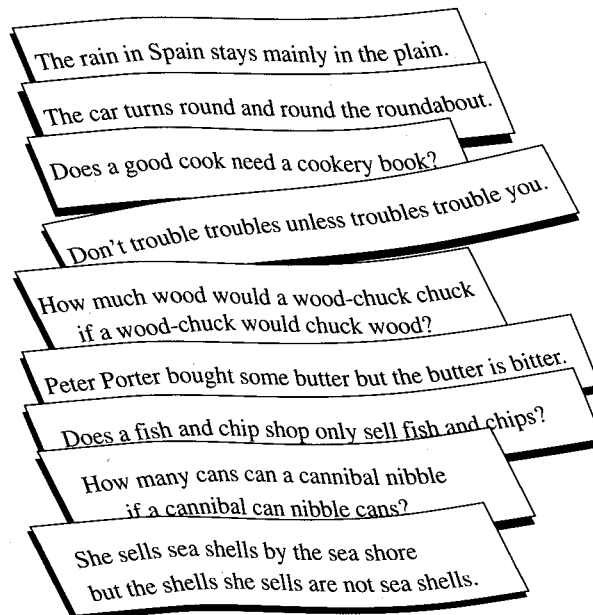 The rain in Spain stays mainly in the plain.
The car turns round and round the roundabout.
Does a good cook need a cookery book?
Don't trouble troubles unless troubles trouble you.
How much wood would a wood-chuck chuck
if a wood-chuck would chuck wood?
Peter Porter bought some butter but the butter is bitter.
Does a fish and chip shop only sell fish and chips?
How many cans can a cannibal nibble
if a cannibal can nibble cans?
She sells sea shells by the sea shore
but the shells she sells are not sea shells.